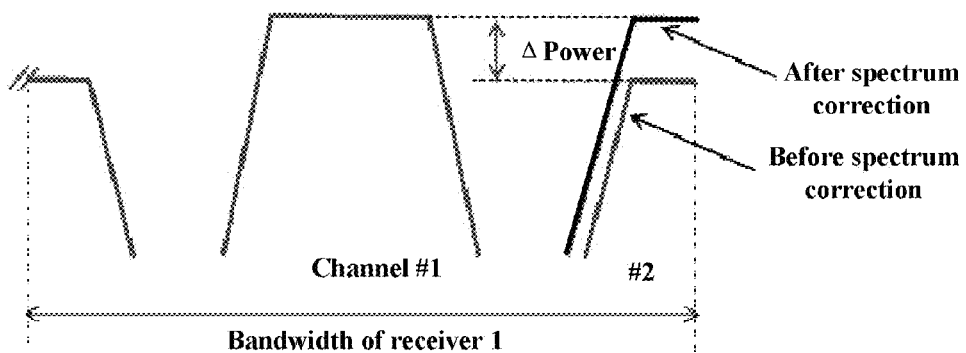 Δ Power
After spectrum
correction
Before spectrum
correction
Channel #1
#2
Bandwidth of receiver 1